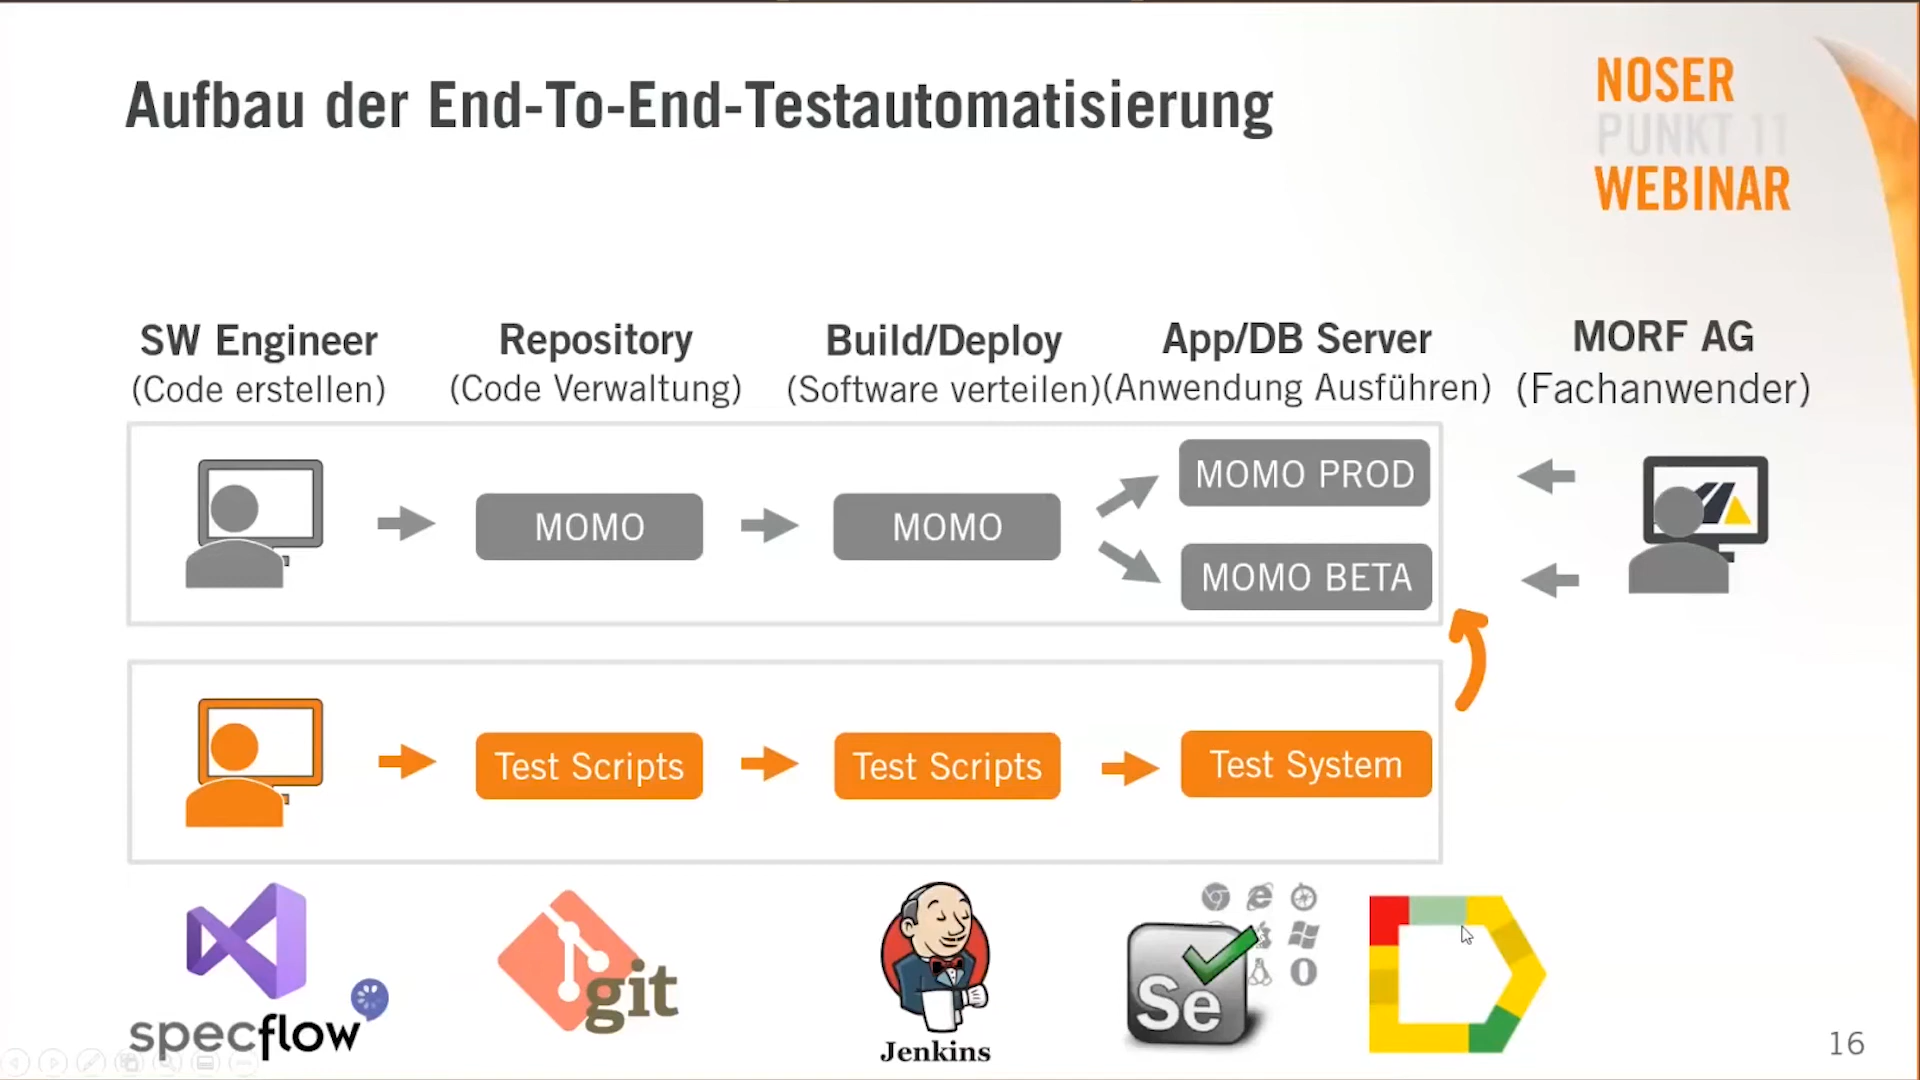 Aufbau der End-To-End-Testautomatisierung
NOSER
PUNKT 11
WEBINAR
SW Engineer
(Code erstellen)
Repository
(Code Verwaltung)
Build/Deploy
(Software verteilen)
App/DB Server
(Anwendung Ausführen)
MORF AG
(Fachanwender)
MOMO
MOMO
MOMO PROD
MOMO BETA
Test Scripts
Test Scripts
Test System
specflow
git
Jenkins
Se
16